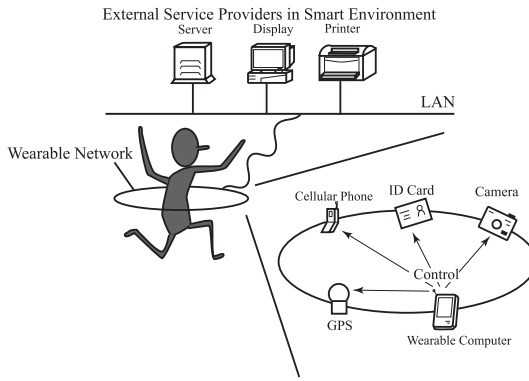 External Service Providers in Smart Environment
Server
Display
Printer
LAN
Wearable Network
Cellular Phone
ID Card
Camera
Control
GPS
Wearable Computer